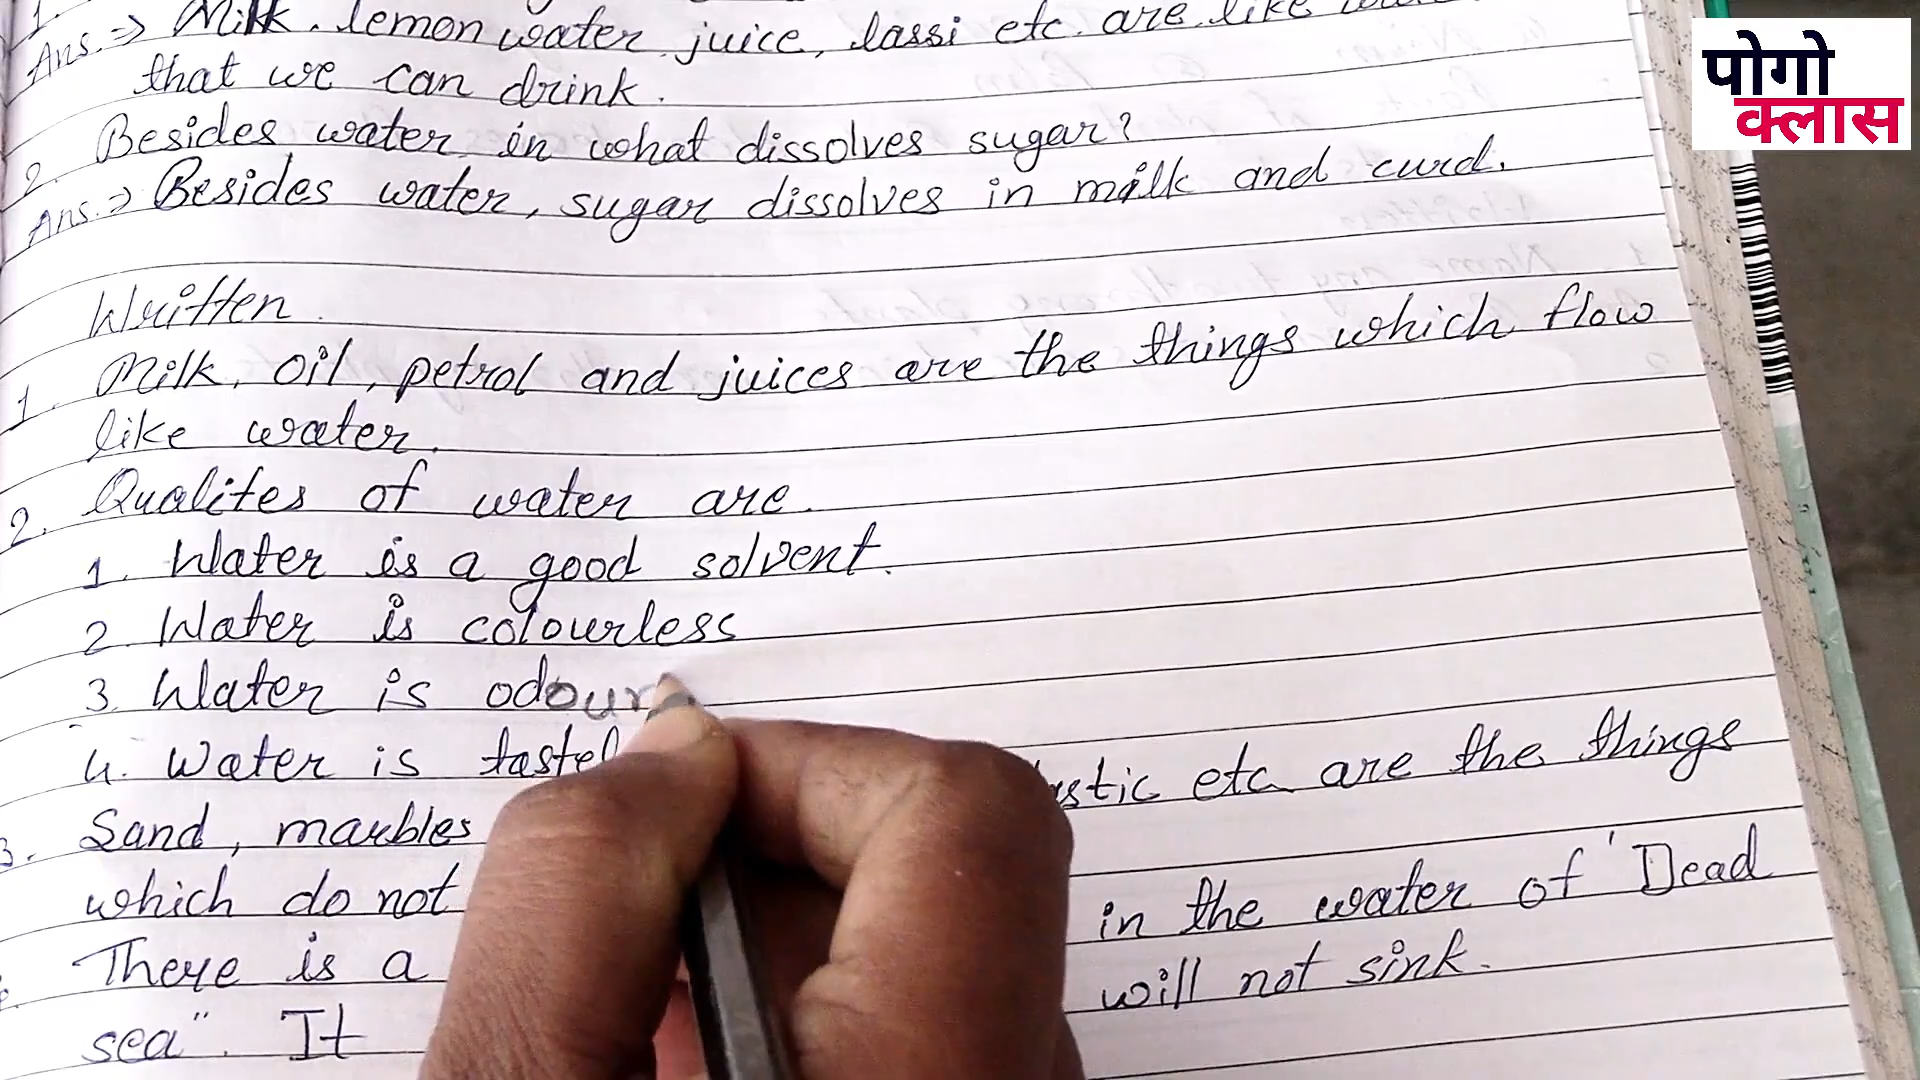 1.
Ans.⇒ Milk, lemon water, juice, lassi etc. are like
that we can drink.
2. Besides water in what dissolves sugar?
Ans.⇒ Besides water, sugar dissolves in milk and curd.
Written
1. Milk, oil, petrol and juices are the things which flow
like water.
2. Qualites of water are.
1. Water is a good solvent.
2. Water is colourless
3. Water is odour
4. Water is tastel
3. Sand, marbles astic etc are the things
which do not
There is a in the water of 'Dead
sea". It will not sink.
पोगो
क्लास